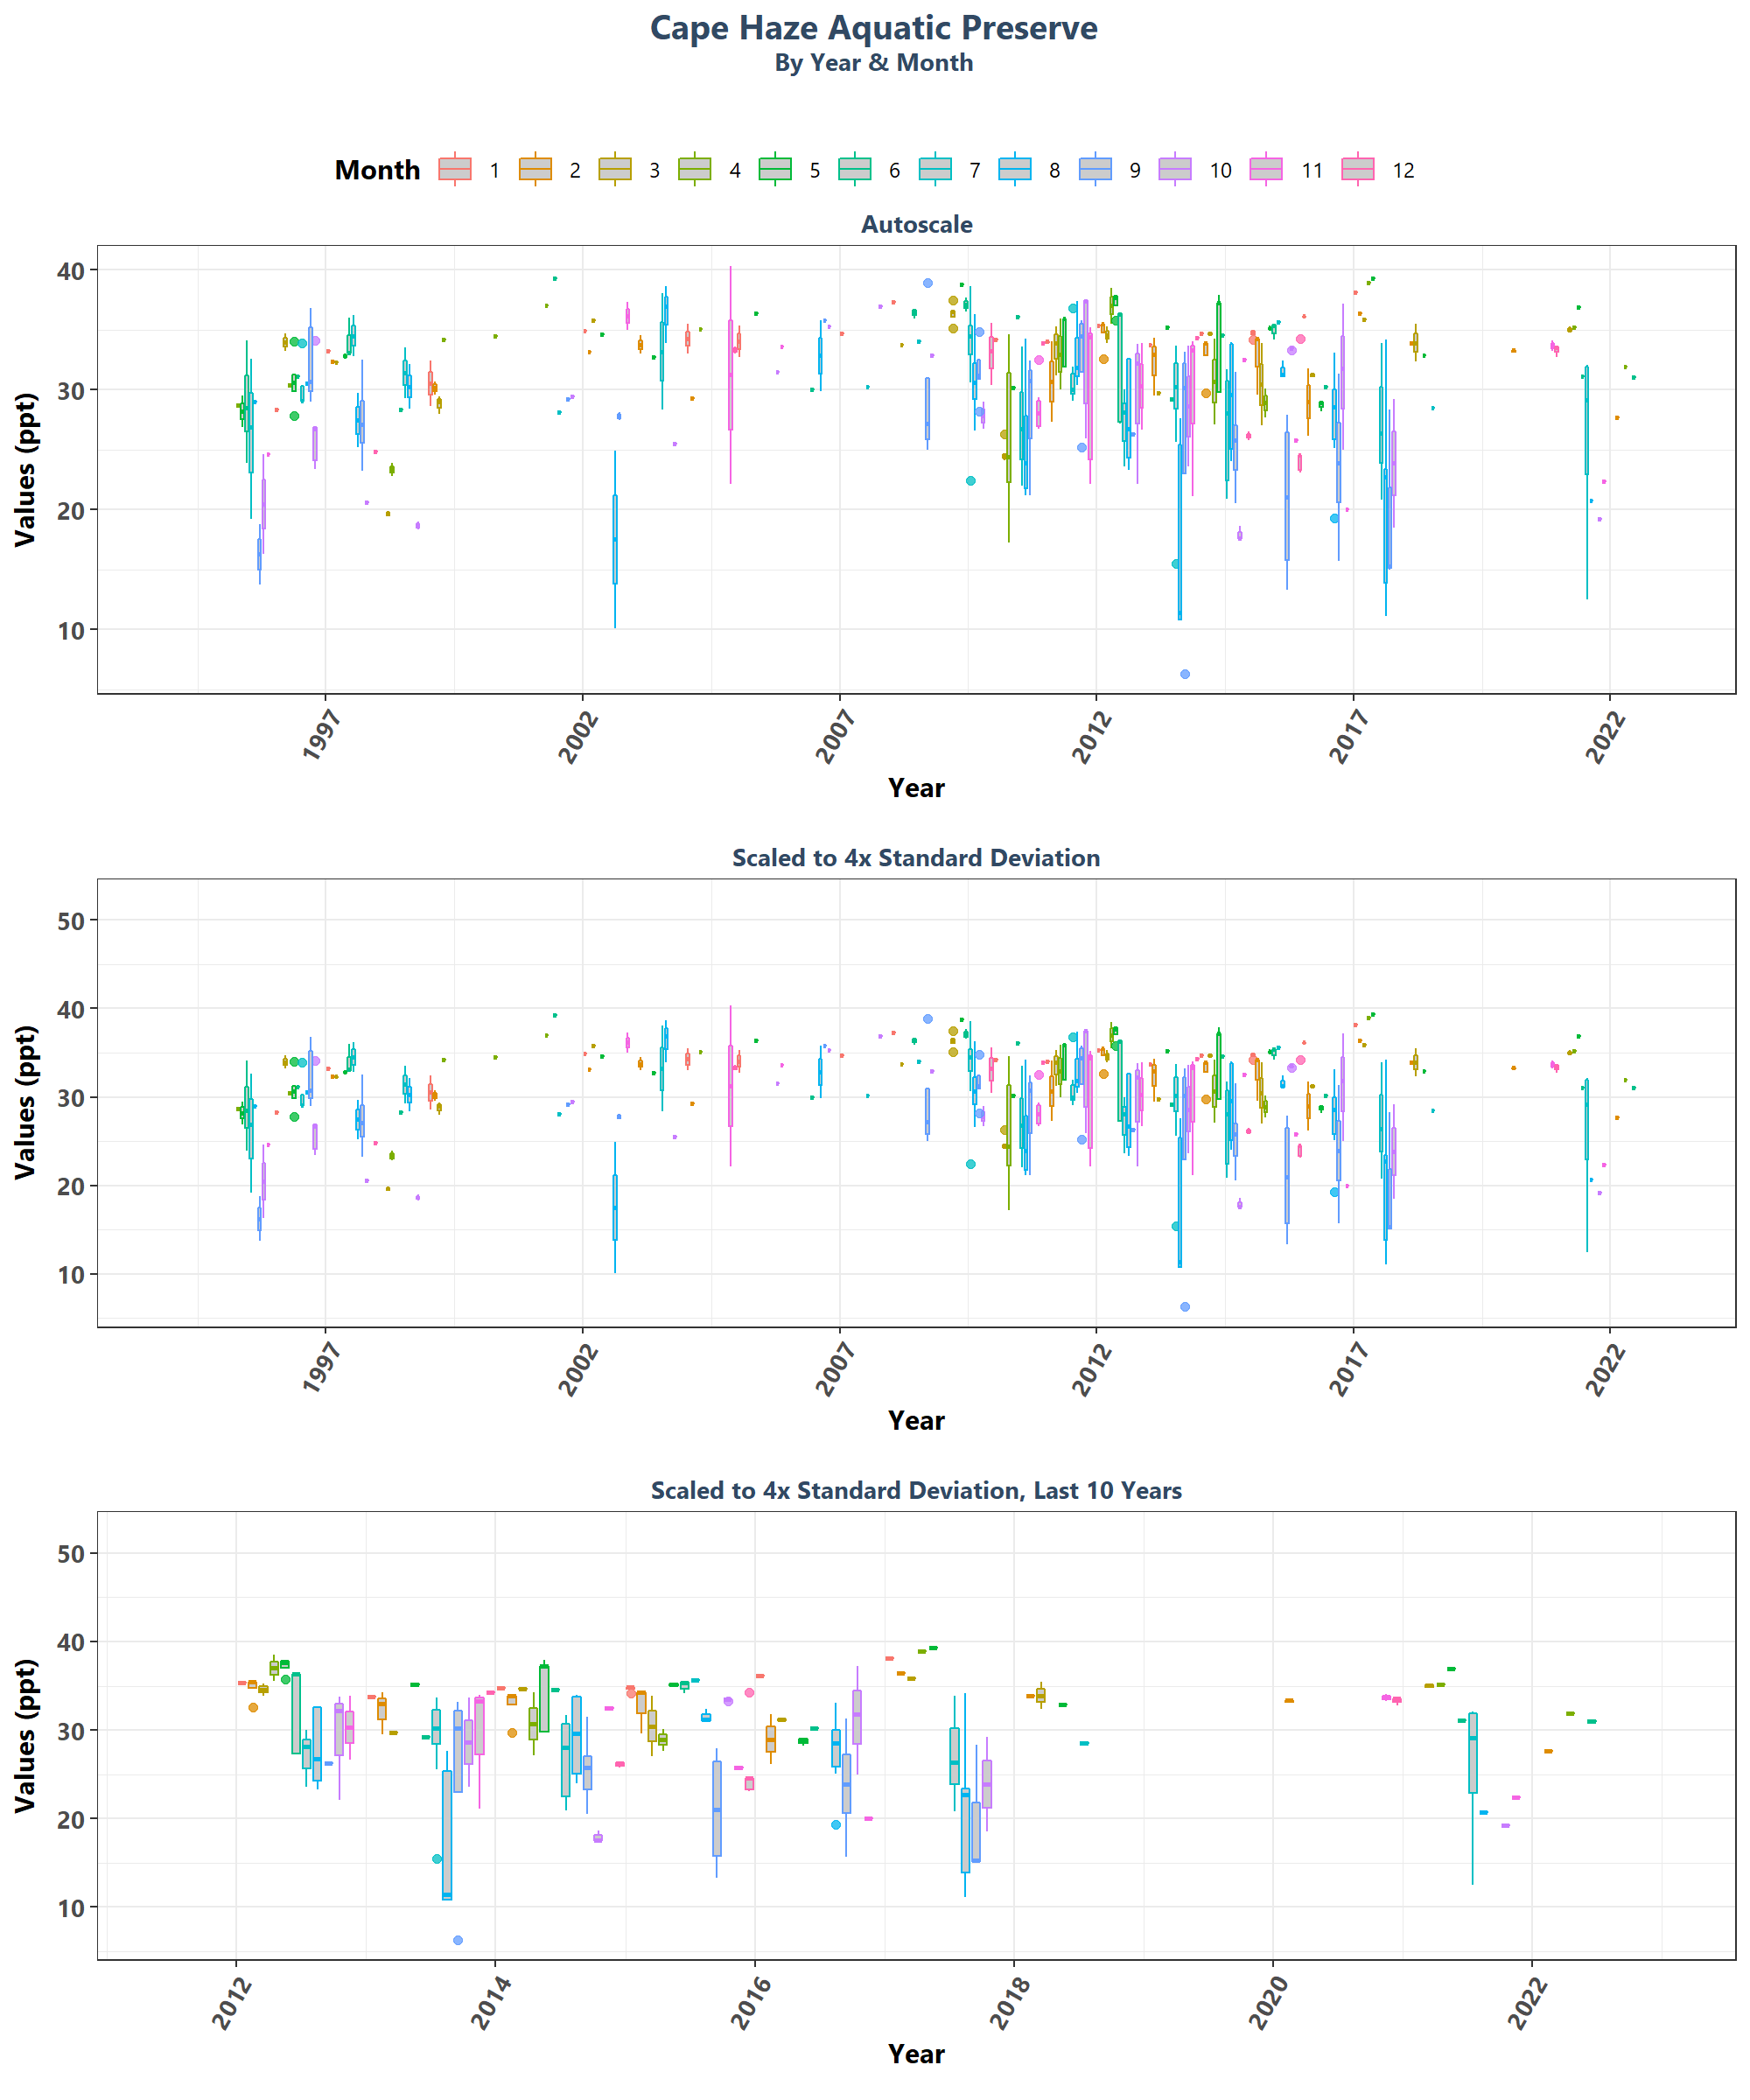 Cape Haze Aquatic Preserve
By Year & Month
Month 1 2 3 4 5 6 7 8 9 10 11 12
Autoscale
Values (ppt)
40
30
20
10
1997 2002 2007 2012 2017 2022
Year
Scaled to 4x Standard Deviation
Values (ppt)
50
40
30
20
10
1997 2002 2007 2012 2017 2022
Year
Scaled to 4x Standard Deviation, Last 10 Years
Values (ppt)
50
40
30
20
10
2012 2014 2016 2018 2020 2022
Year